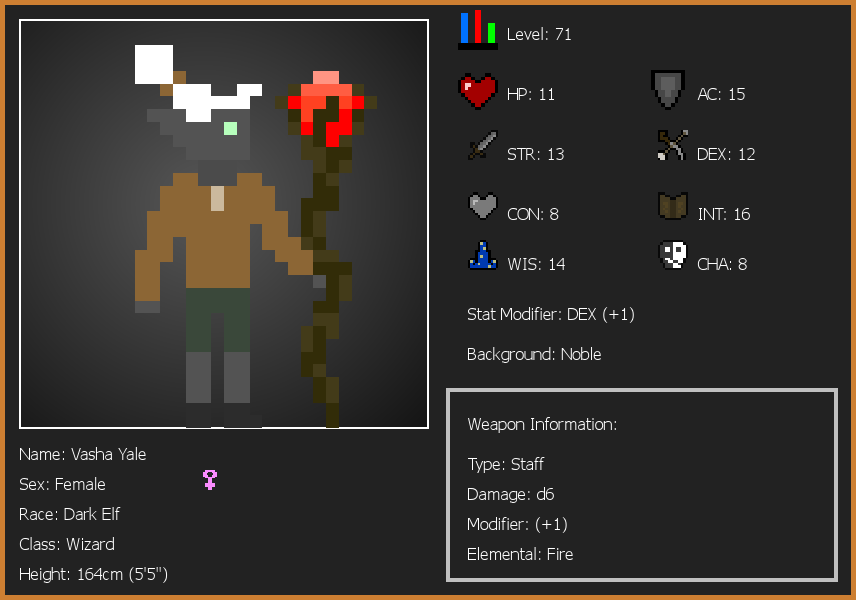 Level: 71
HP: 11
AC: 15
STR: 13
DEX: 12
CON: 8
INT: 16
WIS: 14
CHA: 8
Stat Modifier: DEX (+1)
Background: Noble
Weapon Information:
Type: Staff
Damage: d6
Modifier: (+1)
Elemental: Fire
Name: Vasha Yale
Sex: Female
Race: Dark Elf
Class: Wizard
Height: 164cm (5'5")